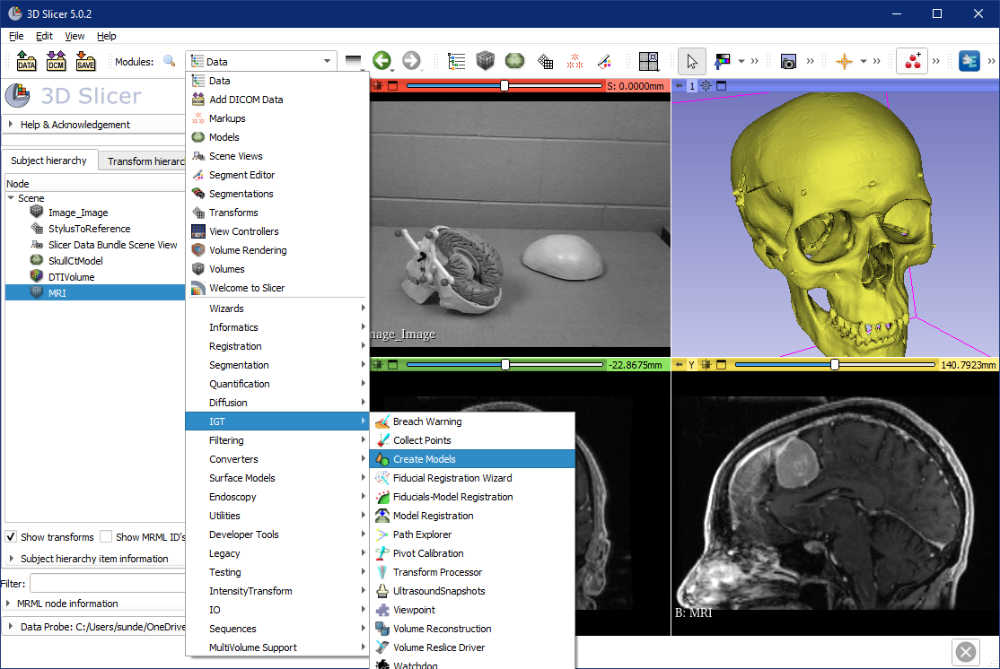 3D Slicer 5.0.2
File Edit View Help
DATA DCM SAVE Modules: Data
3D Slicer
Help & Acknowledgement
Subject hierarchy Transform hierarc
Node
Scene
Image_Image
StylusToReference
Slicer Data Bundle Scene View
SkullCtModel
DTIVolume
MRI
Show transforms Show MRML ID's
Subject hierarchy item information
Filter:
MRML node information
Data Probe: C:/Users/sunde/OneDrive
Data
Add DICOM Data
Markups
Models
Scene Views
Segment Editor
Segmentations
Transforms
View Controllers
Volume Rendering
Volumes
Welcome to Slicer
Wizards
Informatics
Registration
Segmentation
Quantification
Diffusion
IGT
Filtering
Converters
Surface Models
Endoscopy
Utilities
Developer Tools
Legacy
Testing
IntensityTransform
IO
Sequences
MultiVolume Support
Breach Warning
Collect Points
Create Models
Fiducial Registration Wizard
Fiducials-Model Registration
Model Registration
Path Explorer
Pivot Calibration
Transform Processor
UltrasoundSnapshots
Viewpoint
Volume Reconstruction
Volume Reslice Driver
Watchdog
S: 0.0000mm
nage_Image
1
-22.8675mm
Y 140.7923mm
B: MRI